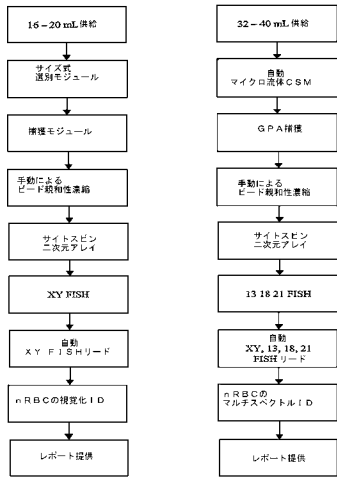 16 – 20 mL 供給
サイズ式
選別モジュール
捕獲モジュール
手動による
ビード親和性濃縮
サイトスピン
二次元アレイ
XY FISH
自動
XY FISHリード
nRBCの視覚化ID
レポート提供
32 – 40 mL 供給
自動
マイクロ流体CSM
GPA捕獲
手動による
ビード親和性濃縮
サイトスピン
二次元アレイ
13 18 21 FISH
自動
XY, 13, 18, 21
FISH リード
nRBCの
マルチスペクトルID
レポート提供